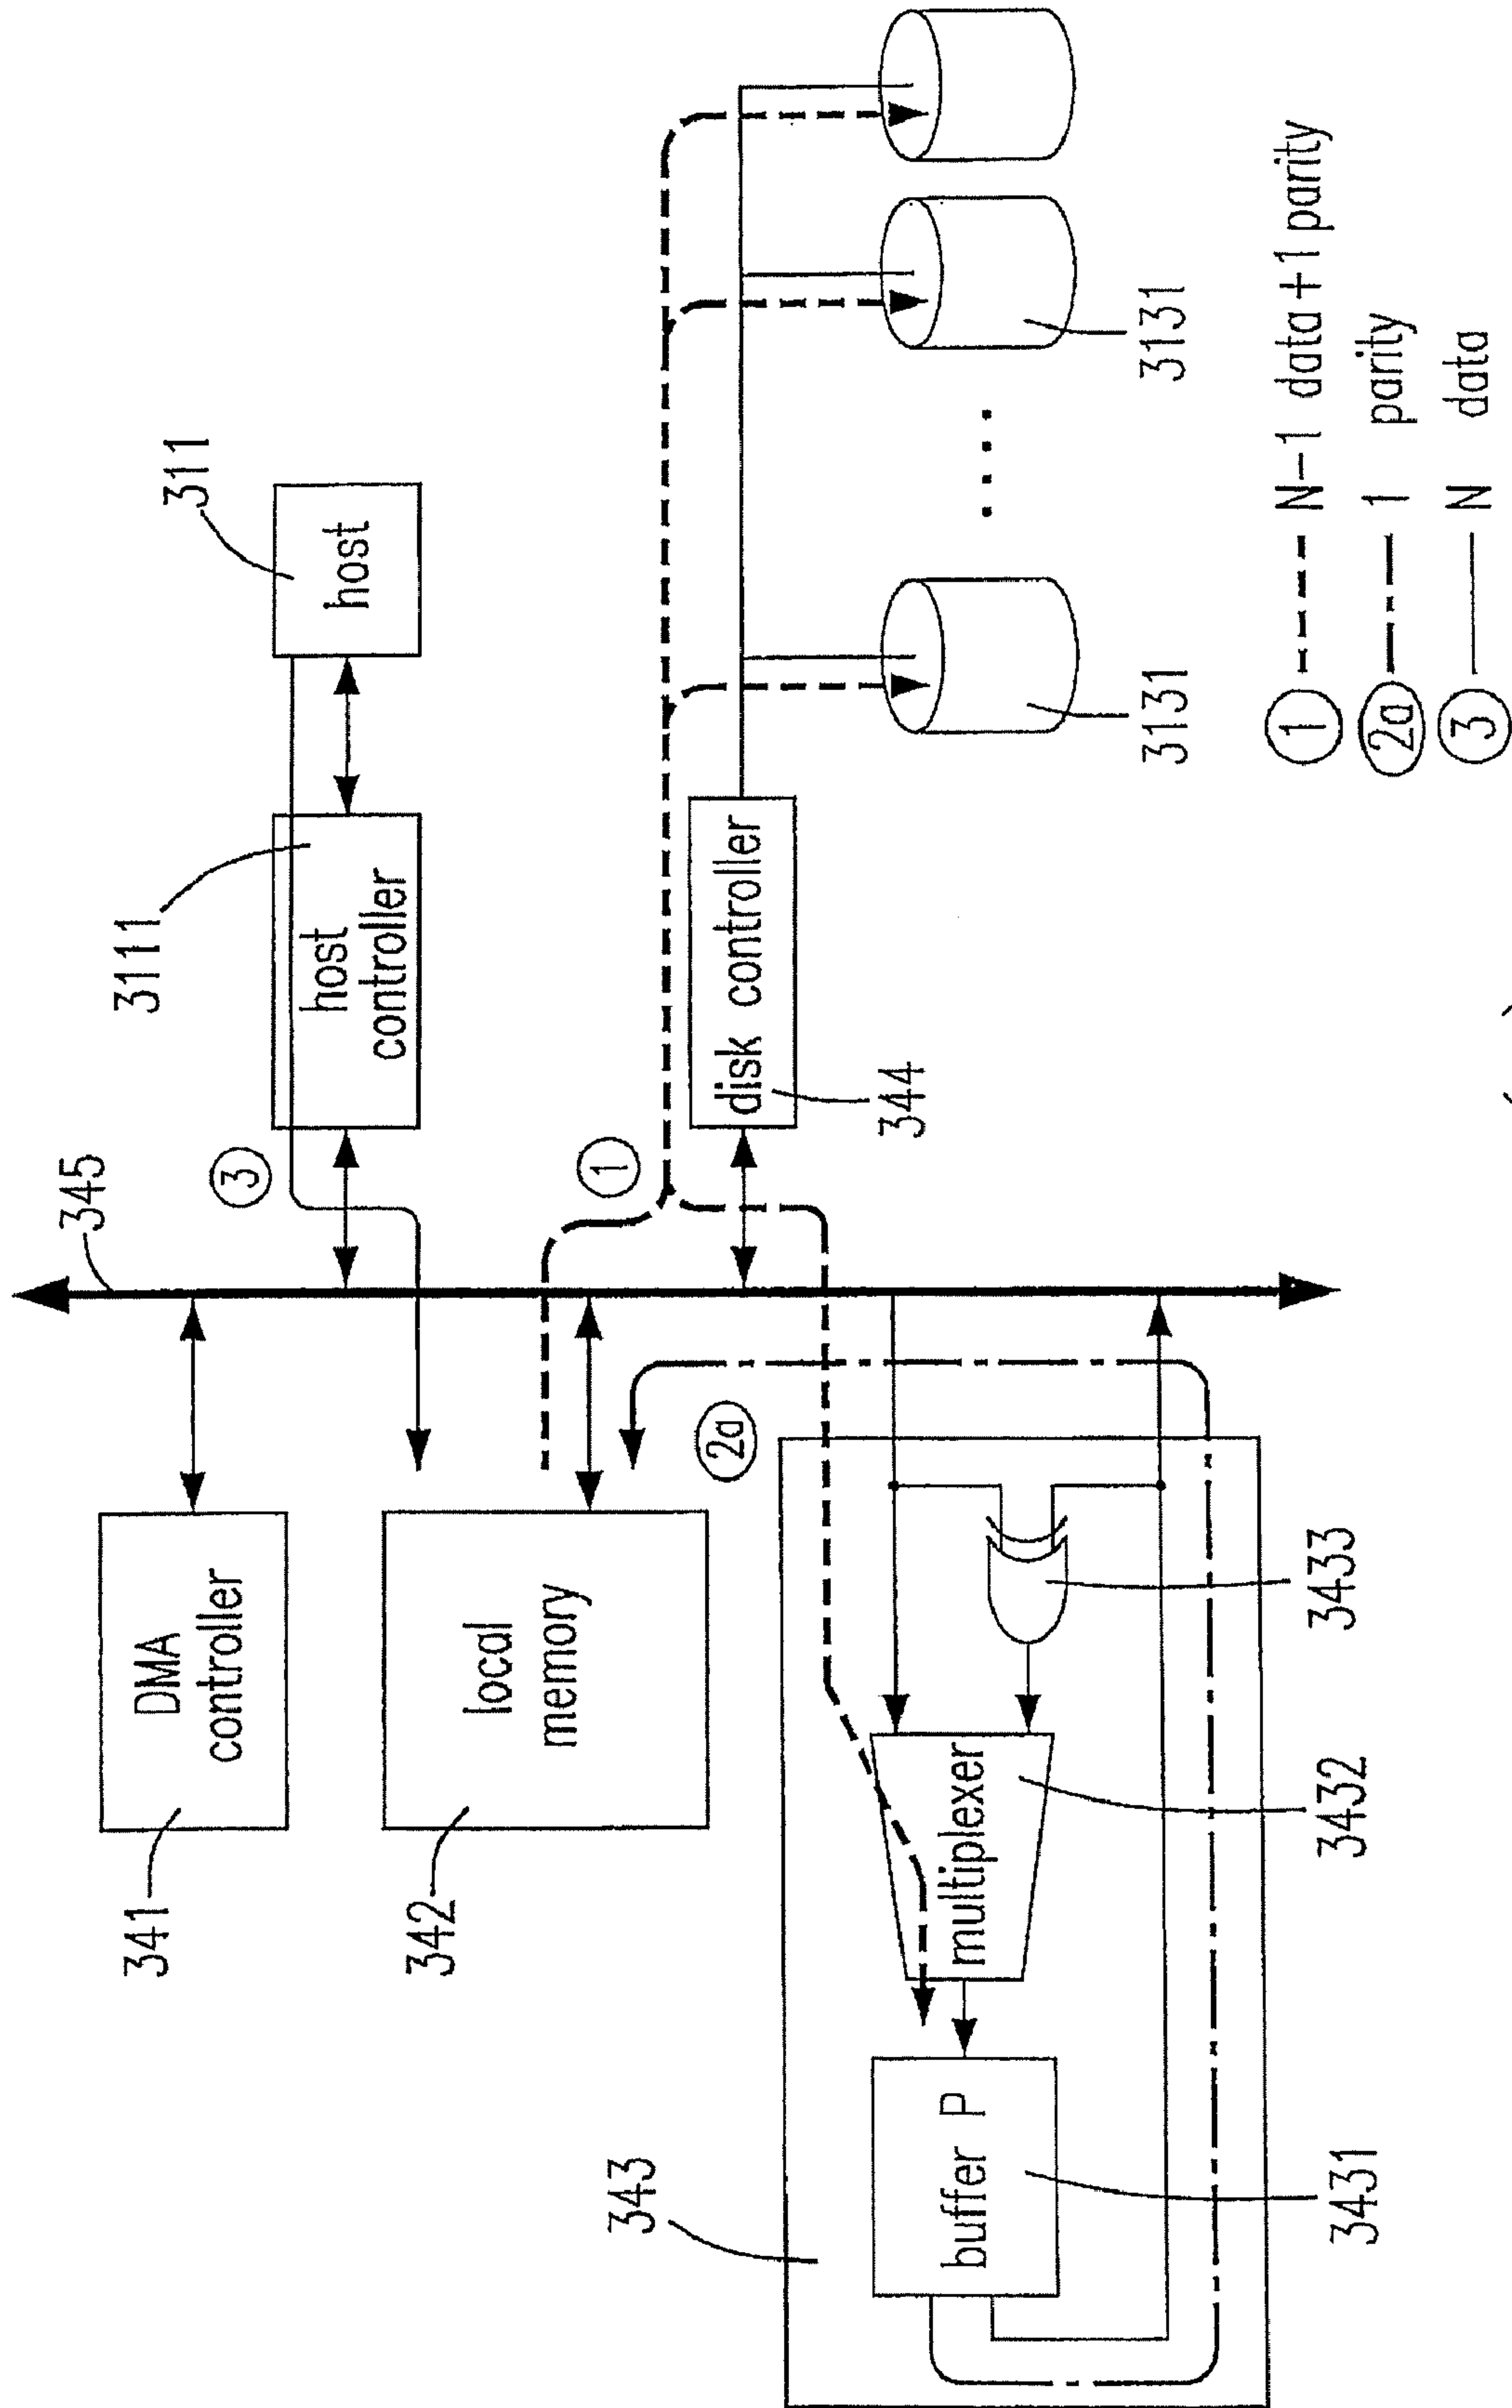 345
341
DMA
controller
3
3111
host
controller
311
host
342
local
memory
1
2a
disk controller
344
3131
3131
343
buffer P
3431
multiplexer
3432
3433
1 N-1 data+1 parity
2a 1 parity
3 N data